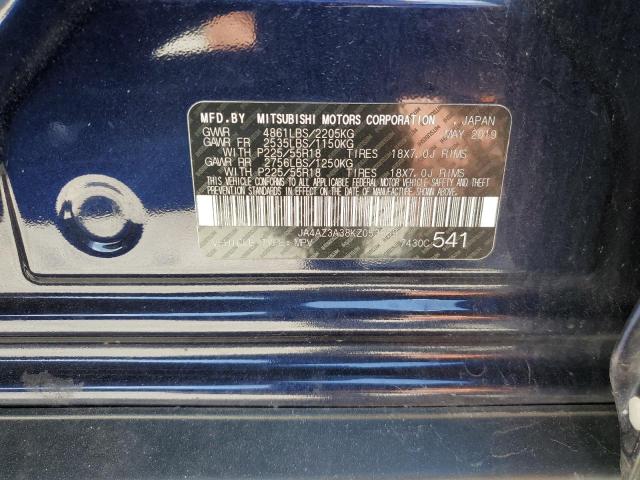 MFD.BY MITSUBISHI MOTORS CORPORATION. JAPAN
GVWR 4861LBS/2205KG MAY 2019
GAWR FR 2535LBS/1150KG
WITH P225/55R18 TIRES 18X7.0J RIMS
GAWR RR 2756LBS/1250KG
WITH P225/55R18 TIRES 18X7.0J RIMS
THIS VEHICLE CONFORMS TO ALL APPLICABLE FEDERAL MOTOR VEHICLE SAFETY AND THEFT
PREVENTION STANDARDS IN EFFECT ON THE DATE OF MANUFACTURE SHOWN ABOVE.
VEHICLE TYPE: MPV 7430C 541